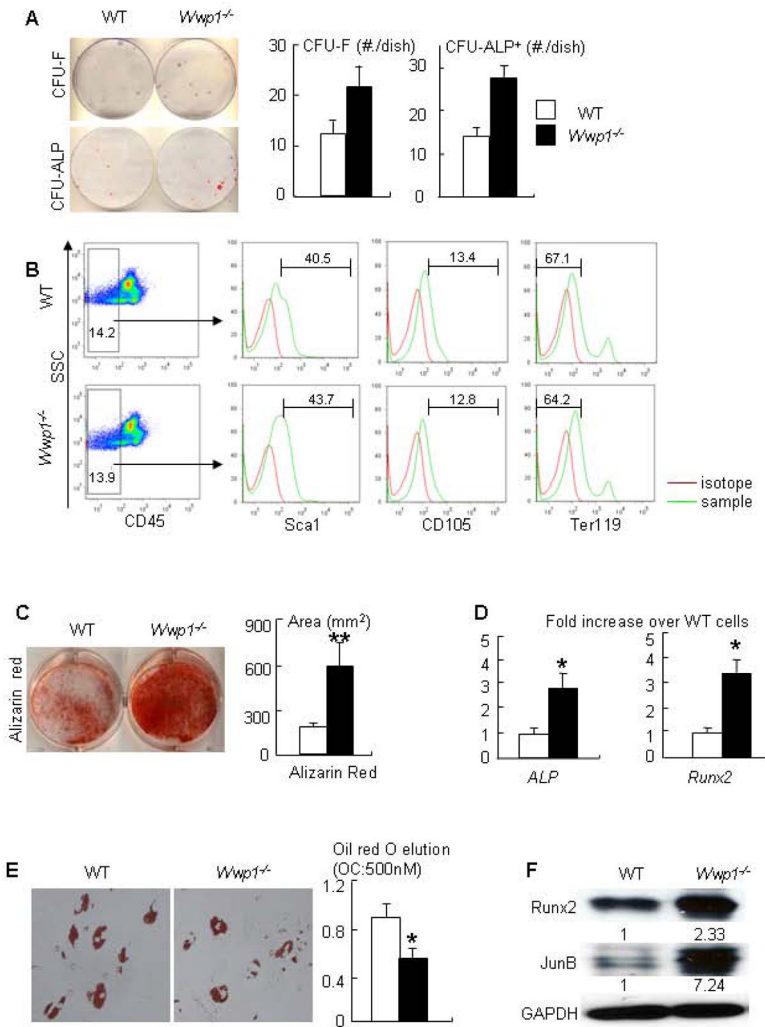 A
WT
Wwp1-/-
CFU-F
CFU-ALP
CFU-F (#./dish)
30
20
10
0
CFU-ALP+ (#./dish)
30
20
10
0
WT
Wwp1-/-
B
SSC
WT
14.2
40.5
13.4
67.1
Wwp1-/-
13.9
43.7
12.8
64.2
CD45
Sca1
CD105
Ter119
isotope
sample
C
WT
Wwp1-/-
Alizarin red
Area (mm2)
900
**
600
300
0
Alizarin Red
D
Fold increase over WT cells
5
4
3
2
1
0
*
ALP
5
4
3
2
1
0
*
Runx2
E
WT
Wwp1-/-
Oil red O elution
(OC:500nM)
1.2
0.8
0.4
0
*
F
WT
Wwp1-/-
Runx2
1
2.33
JunB
1
7.24
GAPDH